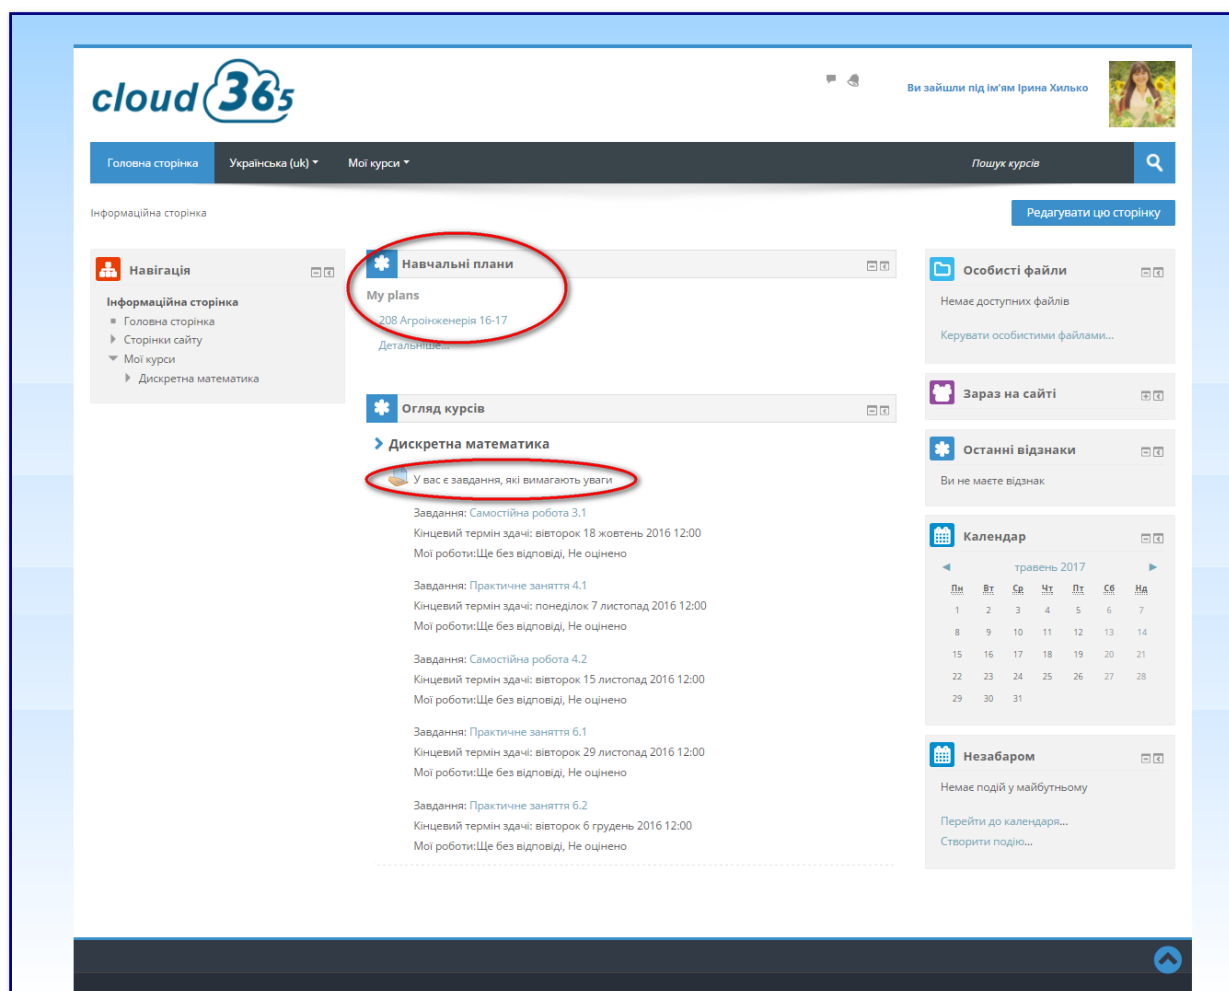 cloud 365
Ви зайшли під ім'ям Ірина Хилько
Головна сторінка Українська (uk) Мої курси Пошук курсів
Інформаційна сторінка
Редагувати цю сторінку
Навігація
Інформаційна сторінка
Головна сторінка
Сторінки сайту
Мої курси
Дискретна математика
Навчальні плани
My plans
208 Агроінженерія 16-17
Детальніше...
Огляд курсів
Дискретна математика
У вас є завдання, які вимагають уваги
Завдання: Самостійна робота 3.1
Кінцевий термін здачі: вівторок 18 жовтень 2016 12:00
Мої роботи:Ще без відповіді, Не оцінено
Завдання: Практичне заняття 4.1
Кінцевий термін здачі: понеділок 7 листопад 2016 12:00
Мої роботи:Ще без відповіді, Не оцінено
Завдання: Самостійна робота 4.2
Кінцевий термін здачі: вівторок 15 листопад 2016 12:00
Мої роботи:Ще без відповіді, Не оцінено
Завдання: Практичне заняття 6.1
Кінцевий термін здачі: вівторок 29 листопад 2016 12:00
Мої роботи:Ще без відповіді, Не оцінено
Завдання: Практичне заняття 6.2
Кінцевий термін здачі: вівторок 6 грудень 2016 12:00
Мої роботи:Ще без відповіді, Не оцінено
Особисті файли
Немає доступних файлів
Керувати особистими файлами...
Зараз на сайті
Останні відзнаки
Ви не маєте відзнак
Календар
травень 2017
Пн Вт Ср Чт Пт Сб Нд
1 2 3 4 5 6 7
8 9 10 11 12 13 14
15 16 17 18 19 20 21
22 23 24 25 26 27 28
29 30 31
Незабаром
Немає подій у майбутньому
Перейти до календаря...
Створити подію...